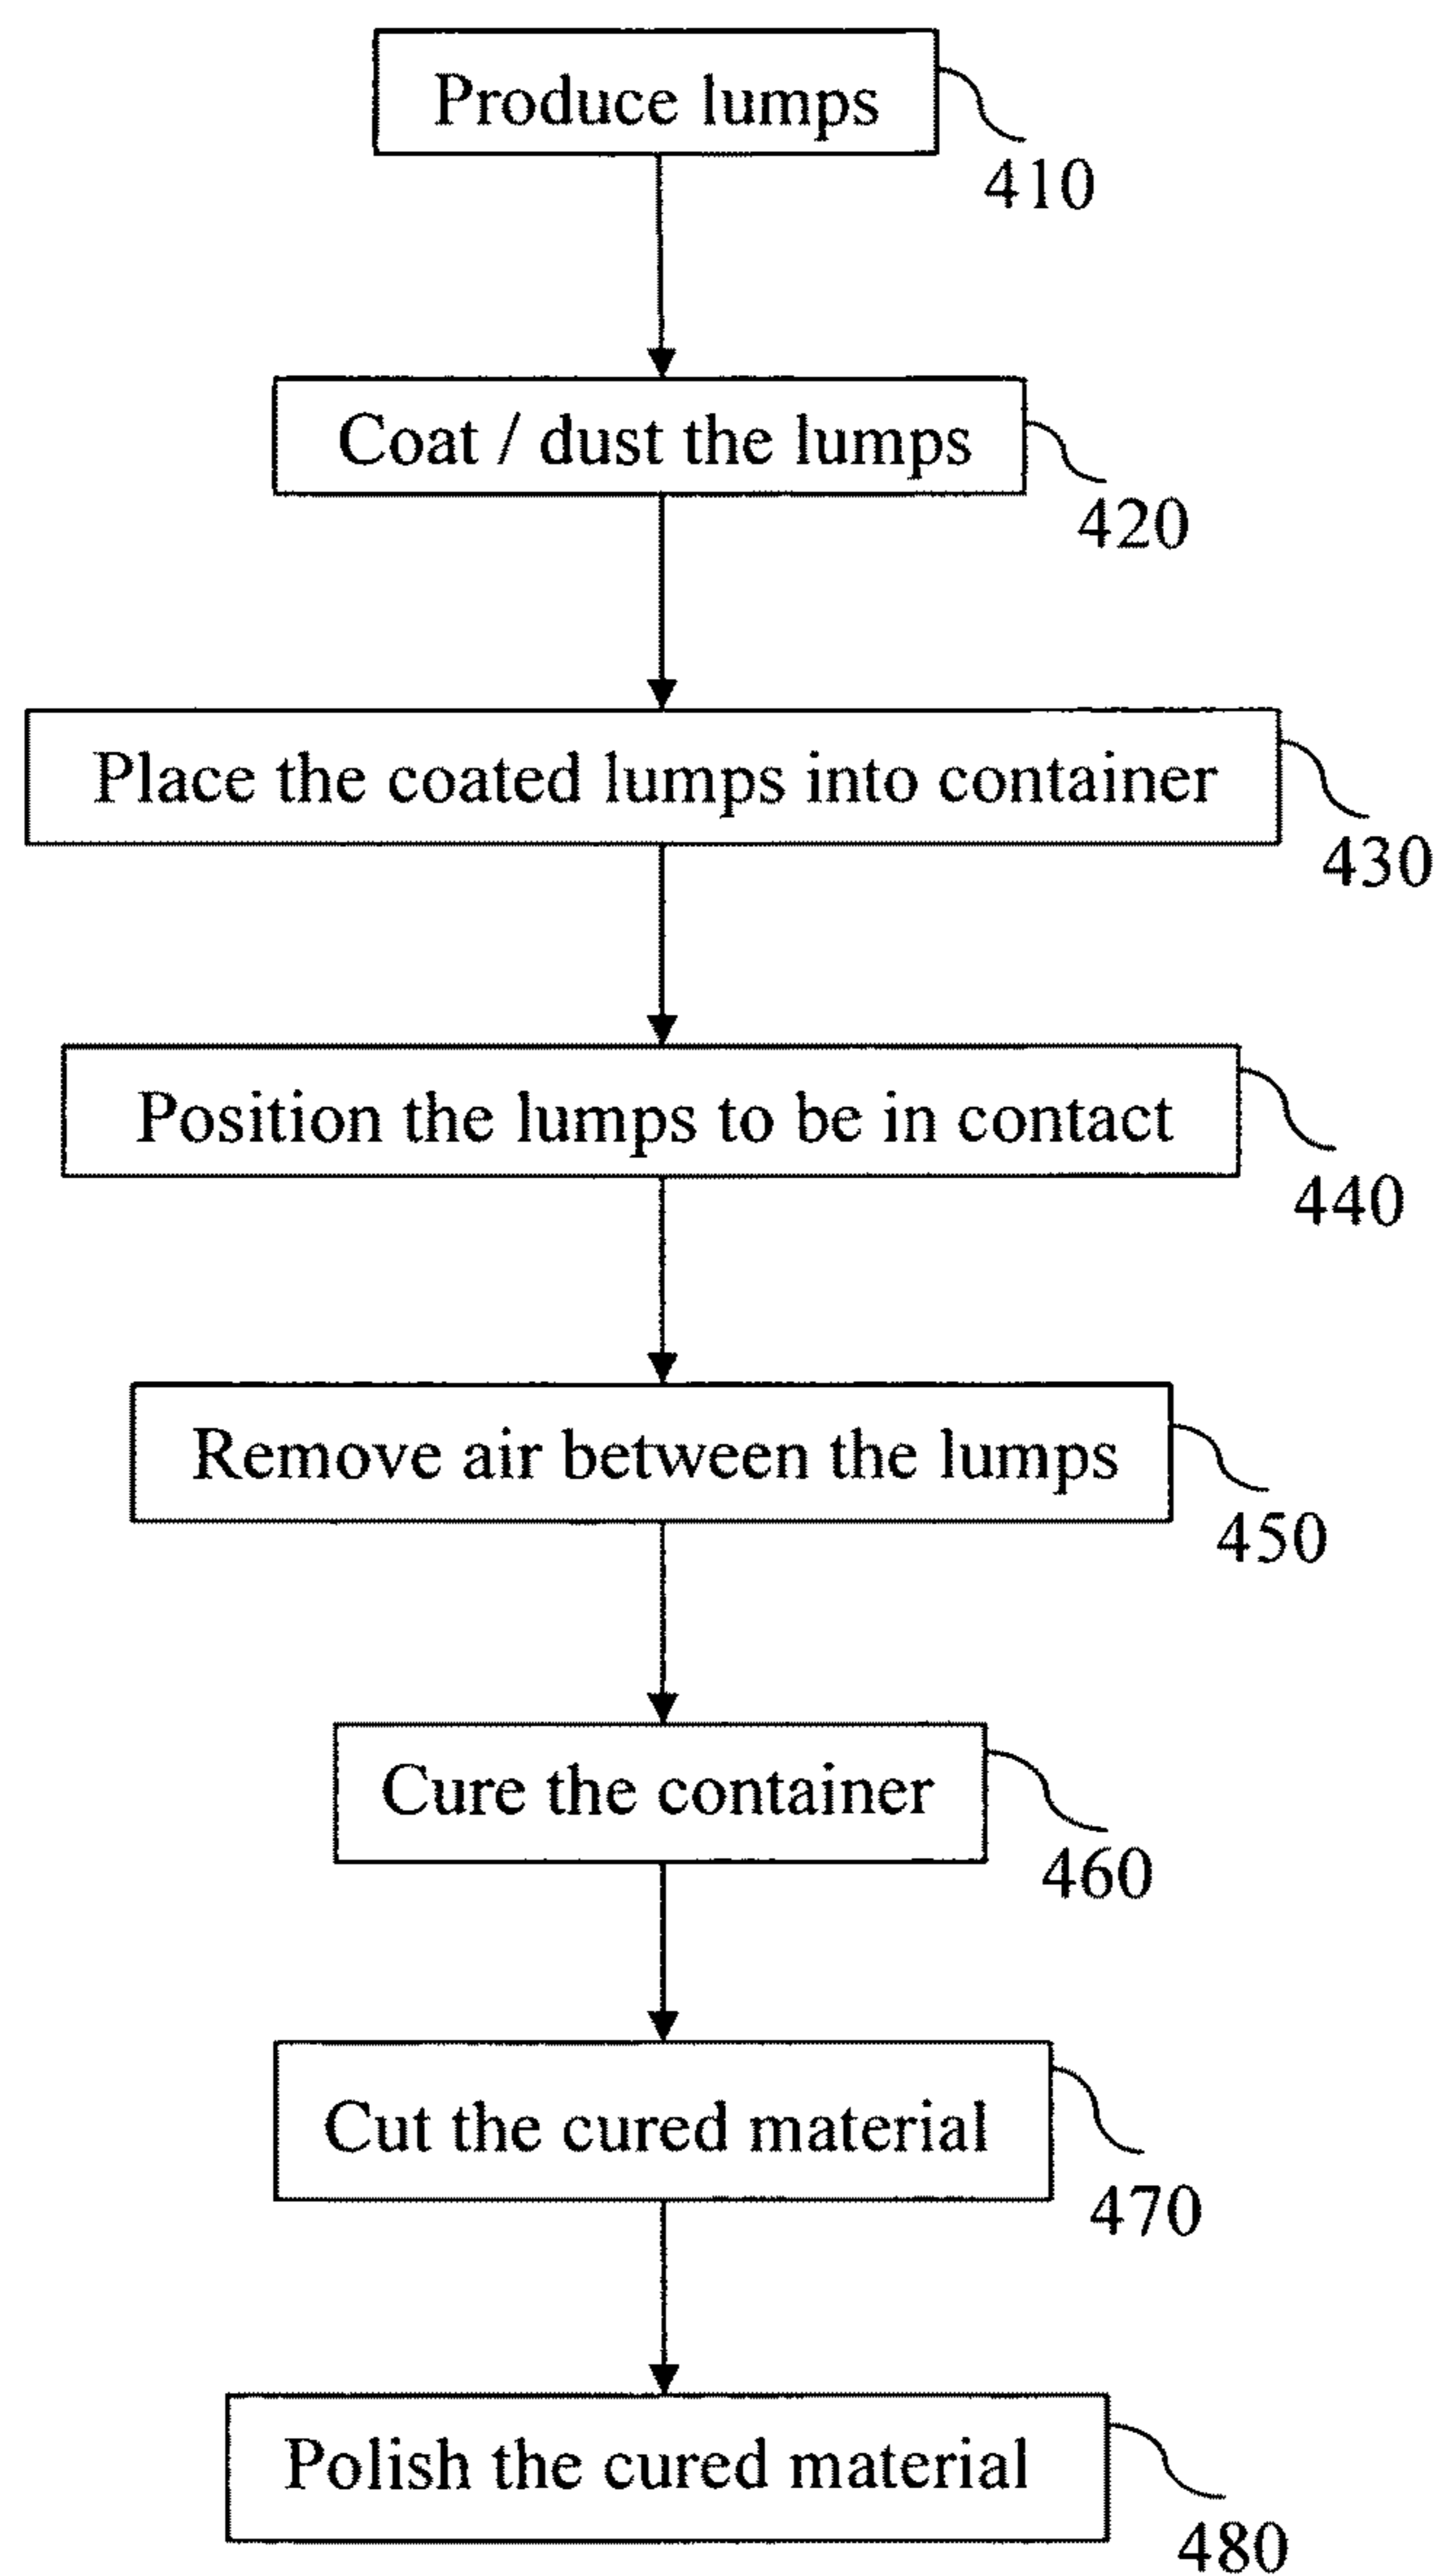 Produce lumps
410
Coat / dust the lumps
420
Place the coated lumps into container
430
Position the lumps to be in contact
440
Remove air between the lumps
450
Cure the container
460
Cut the cured material
470
Polish the cured material
480